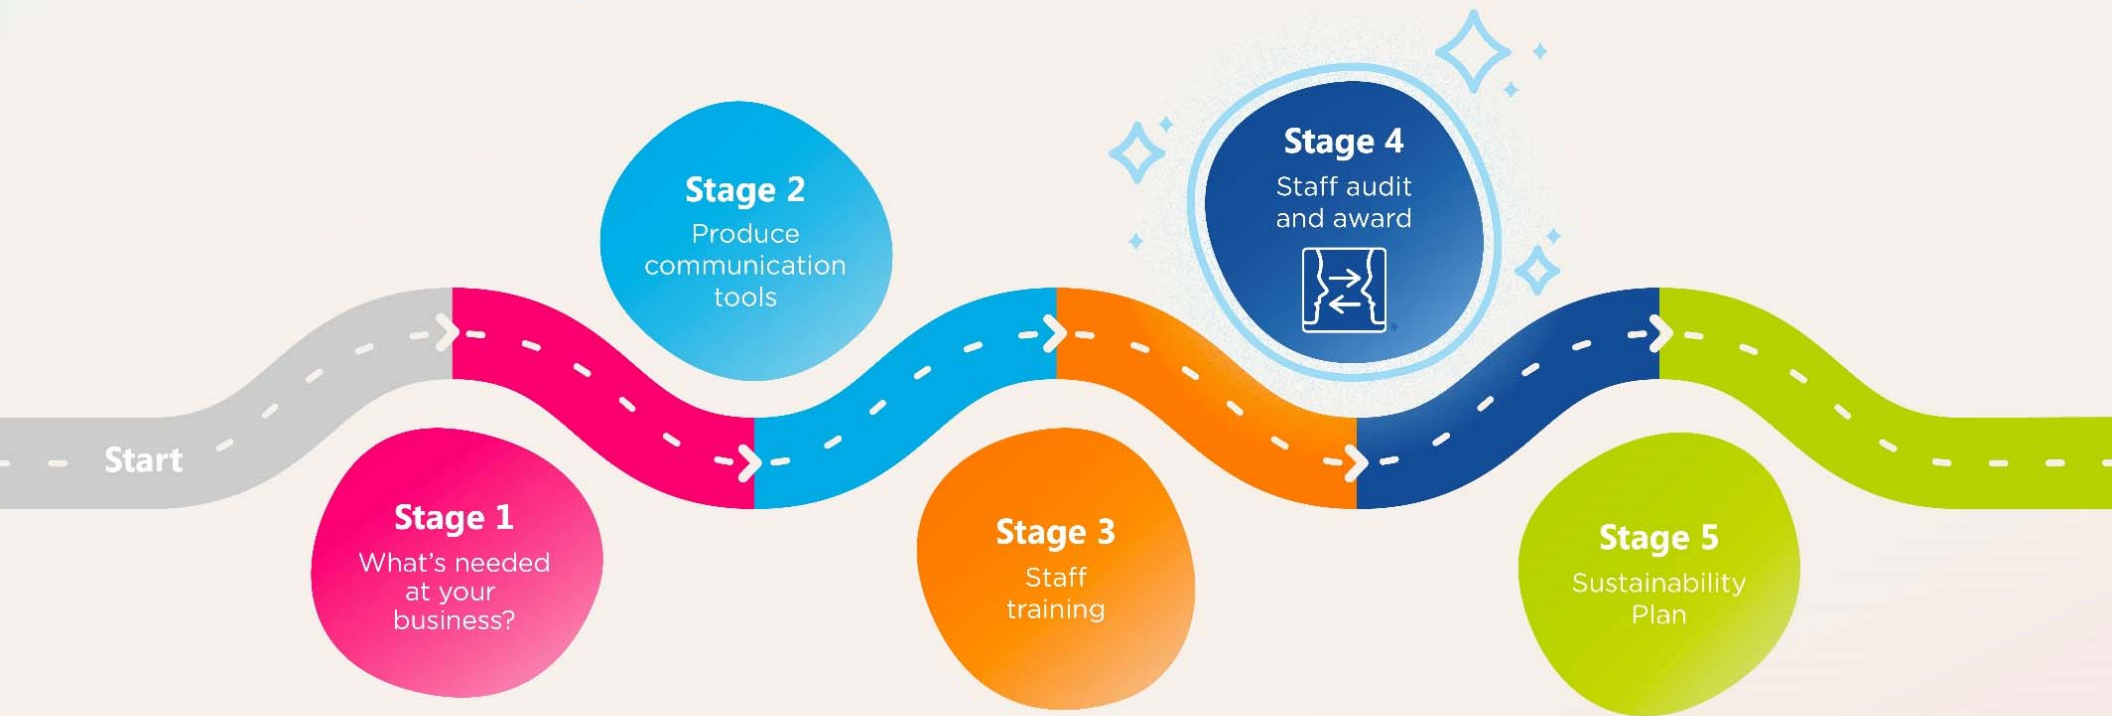 Start
Stage 1
What's needed
at your
business?
Stage 2
Produce
communication
tools
Stage 3
Staff
training
Stage 4
Staff audit
and award
Stage 5
Sustainability
Plan